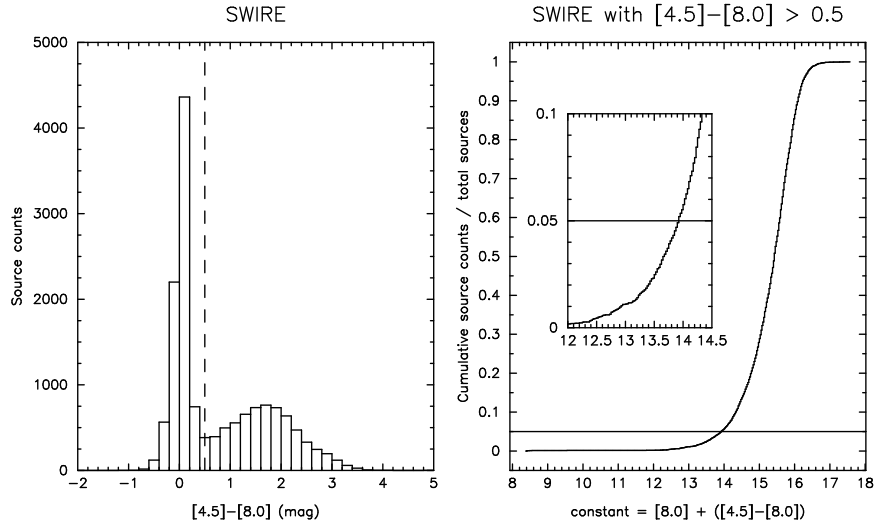 SWIRE
SWIRE with [4.5]−[8.0] > 0.5
Source counts
5000
4000
3000
2000
1000
0
−2 −1 0 1 2 3 4 5
[4.5]−[8.0] (mag)
Cumulative source counts / total sources
1
0.9
0.8
0.7
0.6
0.5
0.4
0.3
0.2
0.1
0
0.1
0.05
0
12 12.5 13 13.5 14 14.5
8 9 10 11 12 13 14 15 16 17 18
constant = [8.0] + ([4.5]−[8.0])